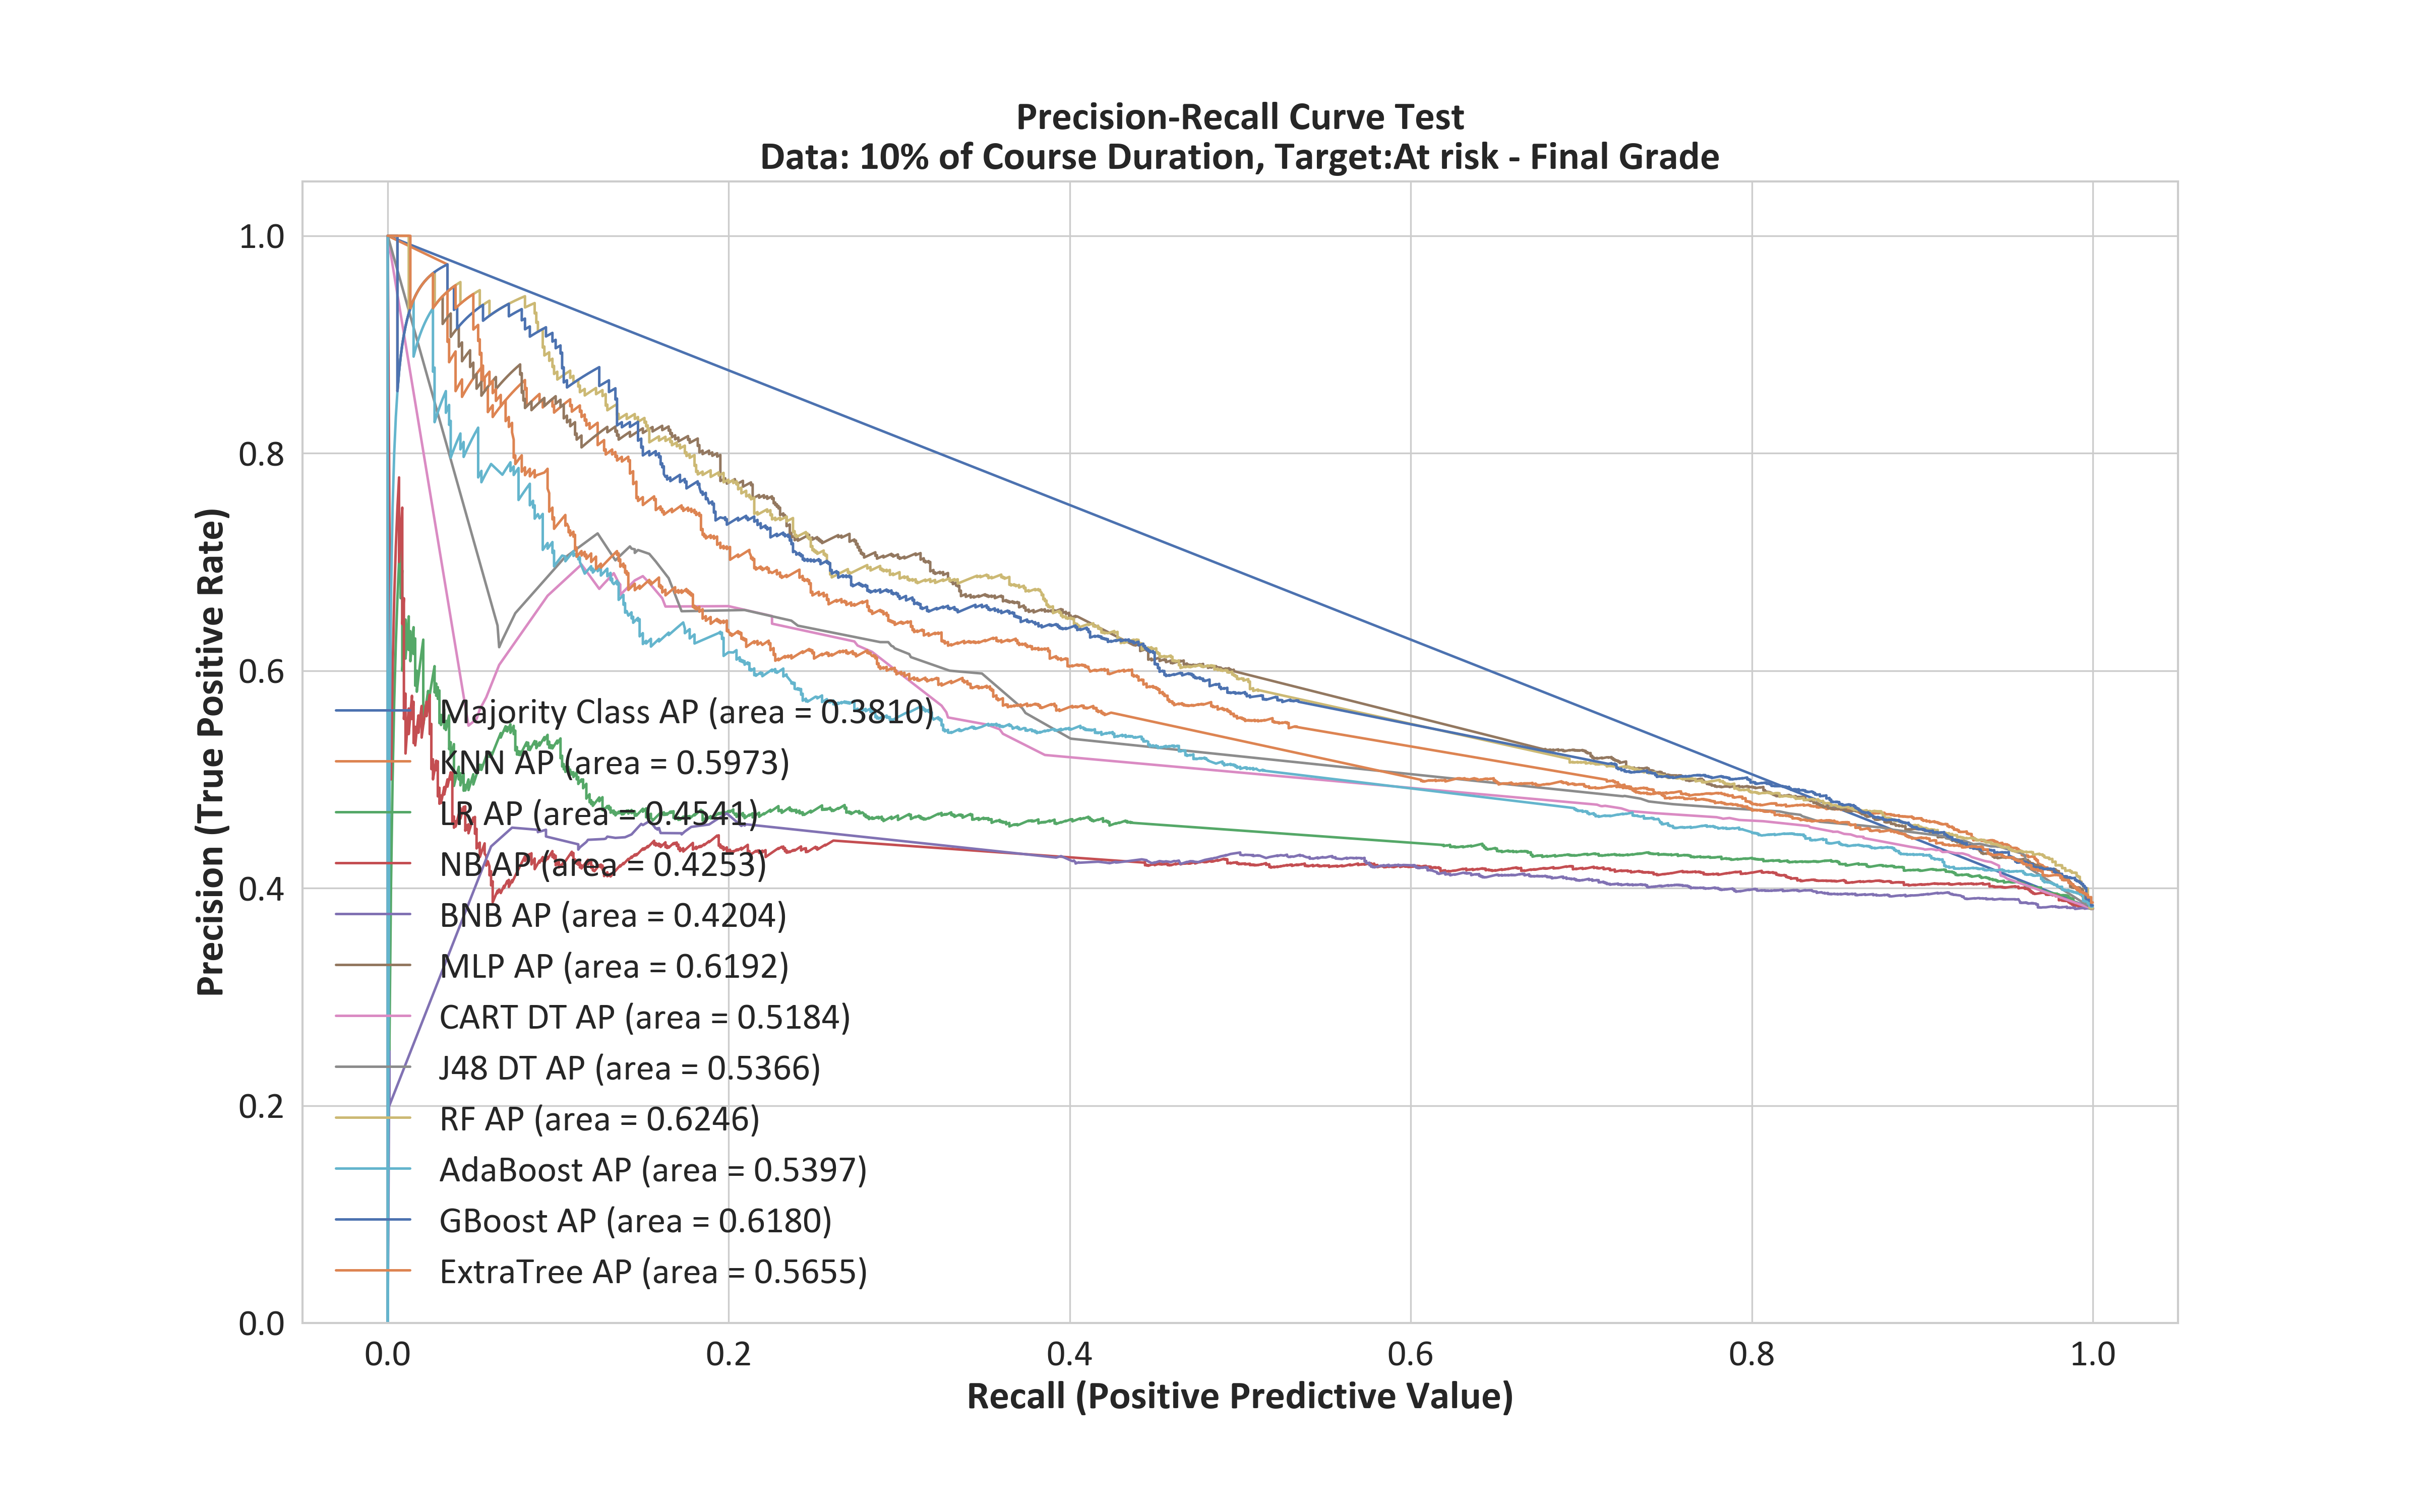 Precision-Recall Curve Test
Data: 10% of Course Duration, Target:At risk - Final Grade
1.0
0.8
0.6
0.4
0.2
0.0
Precision (True Positive Rate)
Majority Class AP (area = 0.3810)
KNN AP (area = 0.5973)
LR AP (area = 0.4541)
NB AP (area = 0.4253)
BNB AP (area = 0.4204)
MLP AP (area = 0.6192)
CART DT AP (area = 0.5184)
J48 DT AP (area = 0.5366)
RF AP (area = 0.6246)
AdaBoost AP (area = 0.5397)
GBoost AP (area = 0.6180)
ExtraTree AP (area = 0.5655)
0.0 0.2 0.4 0.6 0.8 1.0
Recall (Positive Predictive Value)